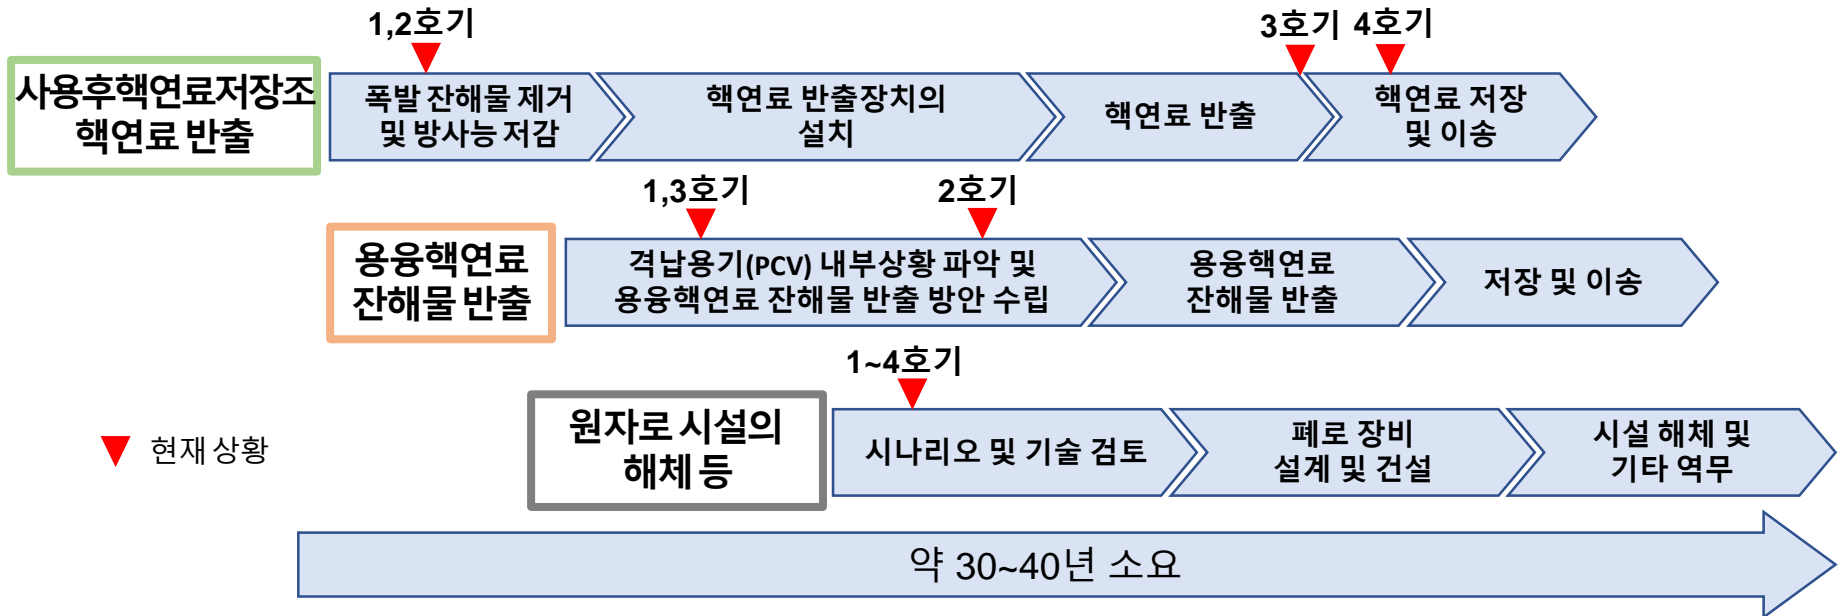 1,2호기
3호기 4호기
사용후핵연료저장조
핵연료 반출
폭발 잔해물 제거
및 방사능 저감
핵연료 반출장치의
설치
핵연료 반출
핵연료 저장
및 이송
1,3호기
2호기
용융핵연료
잔해물 반출
격납용기(PCV) 내부상황 파악 및
용융핵연료 잔해물 반출 방안 수립
용융핵연료
잔해물 반출
저장 및 이송
1~4호기
원자로 시설의
해체 등
시나리오 및 기술 검토
폐로 장비
설계 및 건설
시설 해체 및
기타 역무
현재 상황
약 30~40년 소요